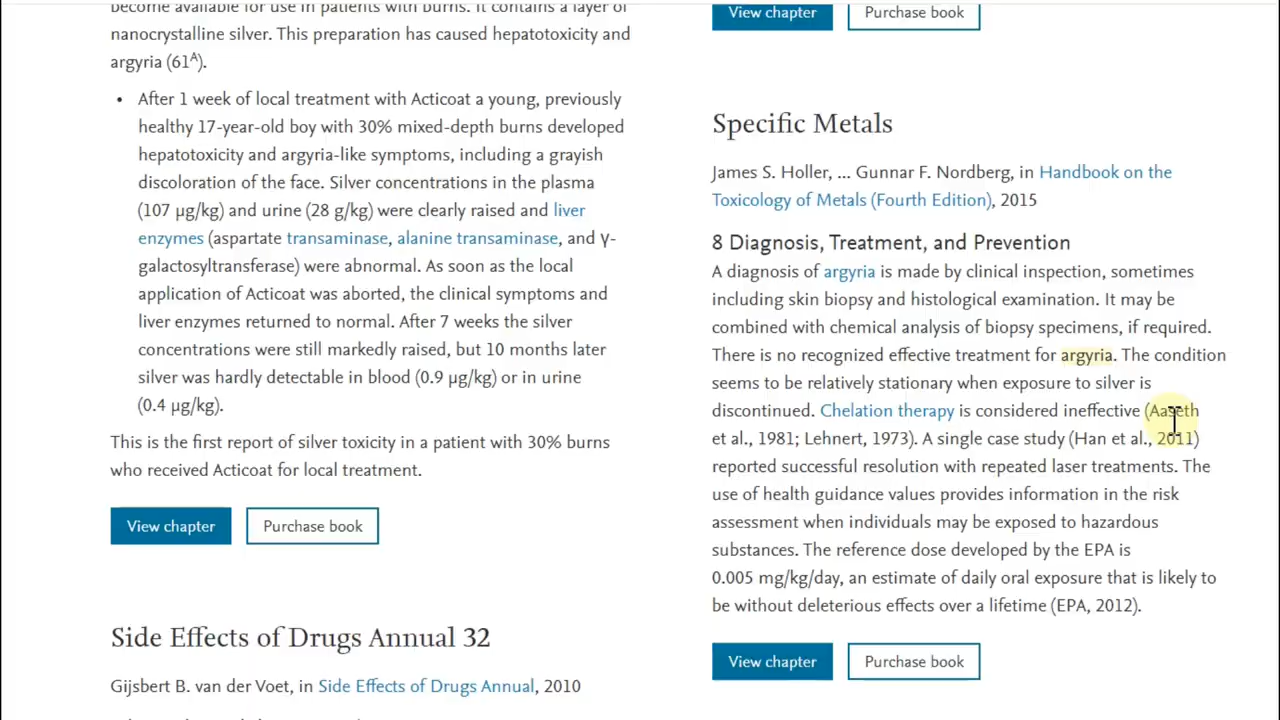 become available for use in patients with burns. It contains a layer of
nanocrystalline silver. This preparation has caused hepatotoxicity and
argyria (61A).
• After 1 week of local treatment with Acticoat a young, previously
healthy 17-year-old boy with 30% mixed-depth burns developed
hepatotoxicity and argyria-like symptoms, including a grayish
discoloration of the face. Silver concentrations in the plasma
(107 μg/kg) and urine (28 g/kg) were clearly raised and liver
enzymes (aspartate transaminase, alanine transaminase, and γ-
galactosyltransferase) were abnormal. As soon as the local
application of Acticoat was aborted, the clinical symptoms and
liver enzymes returned to normal. After 7 weeks the silver
concentrations were still markedly raised, but 10 months later
silver was hardly detectable in blood (0.9 μg/kg) or in urine
(0.4 μg/kg).
This is the first report of silver toxicity in a patient with 30% burns
who received Acticoat for local treatment.
View chapter
Purchase book
Side Effects of Drugs Annual 32
Gijsbert B. van der Voet, in Side Effects of Drugs Annual, 2010
View chapter
Purchase book
Specific Metals
James S. Holler, ... Gunnar F. Nordberg, in Handbook on the
Toxicology of Metals (Fourth Edition), 2015
8 Diagnosis, Treatment, and Prevention
A diagnosis of argyria is made by clinical inspection, sometimes
including skin biopsy and histological examination. It may be
combined with chemical analysis of biopsy specimens, if required.
There is no recognized effective treatment for argyria. The condition
seems to be relatively stationary when exposure to silver is
discontinued. Chelation therapy is considered ineffective (Aaseth
et al., 1981; Lehnert, 1973). A single case study (Han et al., 2011)
reported successful resolution with repeated laser treatments. The
use of health guidance values provides information in the risk
assessment when individuals may be exposed to hazardous
substances. The reference dose developed by the EPA is
0.005 mg/kg/day, an estimate of daily oral exposure that is likely to
be without deleterious effects over a lifetime (EPA, 2012).
View chapter
Purchase book